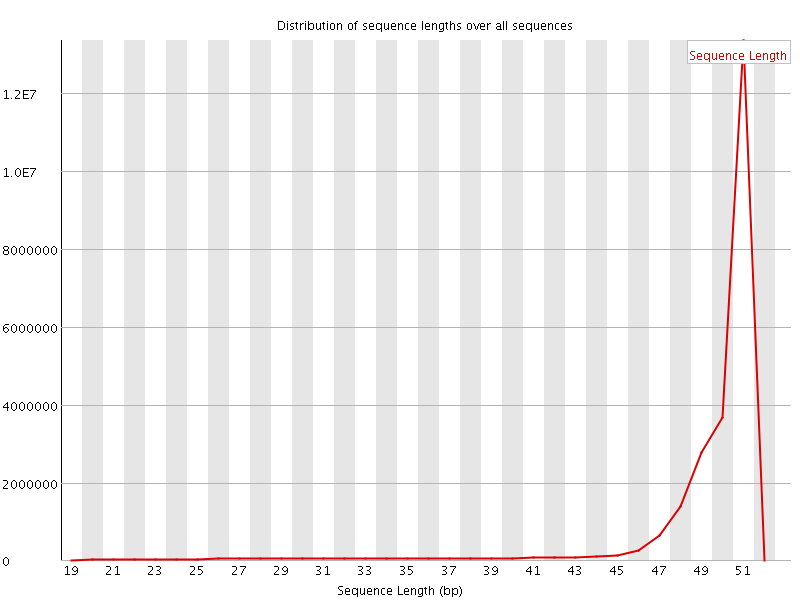 Distribution of sequence lengths over all sequences
Sequence Length
1.2E7
1.0E7
8000000
6000000
4000000
2000000
0
19 21 23 25 27 29 31 33 35 37 39 41 43 45 47 49 51
Sequence Length (bp)